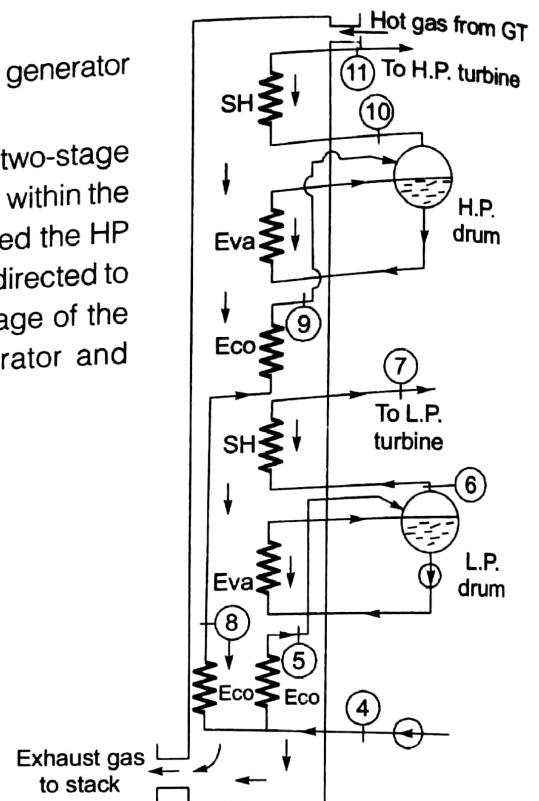 generator
two-stage
within the
ed the HP
directed to
age of the
rator and
Hot gas from GT
11 To H.P. turbine
SH
10
H.P.
drum
Eva
9
Eco
7
To L.P.
turbine
SH
6
L.P.
drum
Eva
8
5
Eco Eco
4
Exhaust gas
to stack